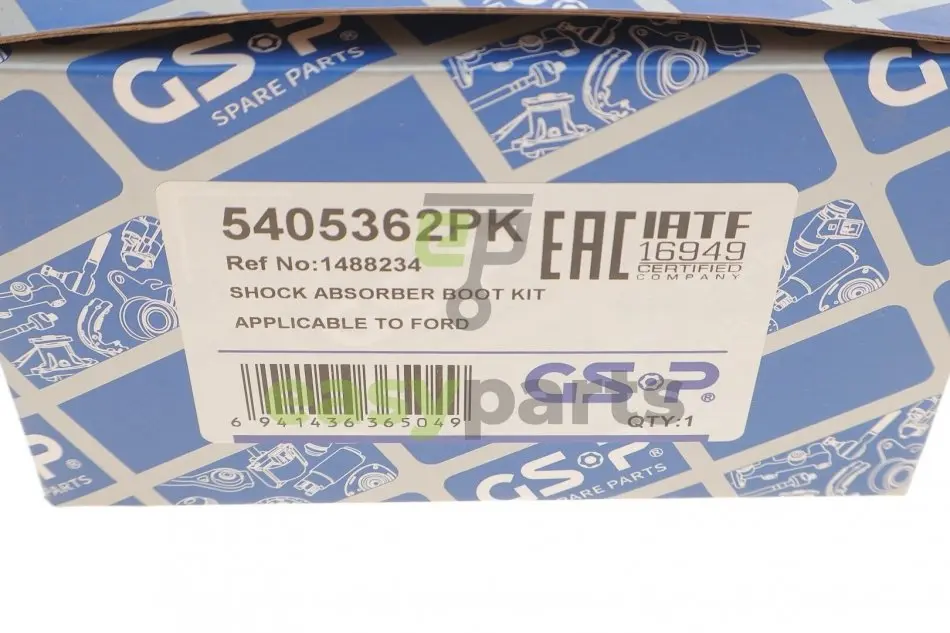 GSP
SPARE PARTS
5405362PK
EAC
IATF
16949
CERTIFIED
COMPANY
Ref No:1488234
SHOCK ABSORBER BOOT KIT
APPLICABLE TO FORD
GSP®
6 941436 365049
QTY:1
easyparts
GSP®
SPARE PARTS